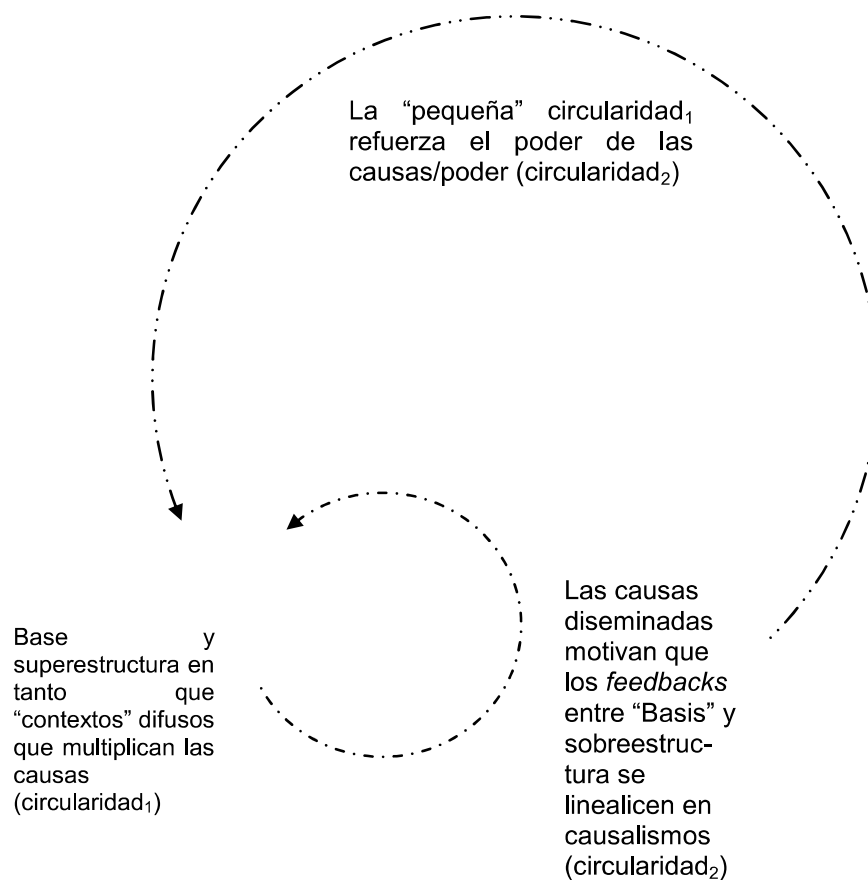 La “pequeña” circularidad₁
refuerza el poder de las
causas/poder (circularidad₂)
Base y
superestructura en
tanto que
“contextos” difusos
que multiplican las
causas
(circularidad₁)
Las causas
diseminadas
motivan que
los feedbacks
entre “Basis” y
sobreestruc-
tura se
linealicen en
causalismos
(circularidad₂)